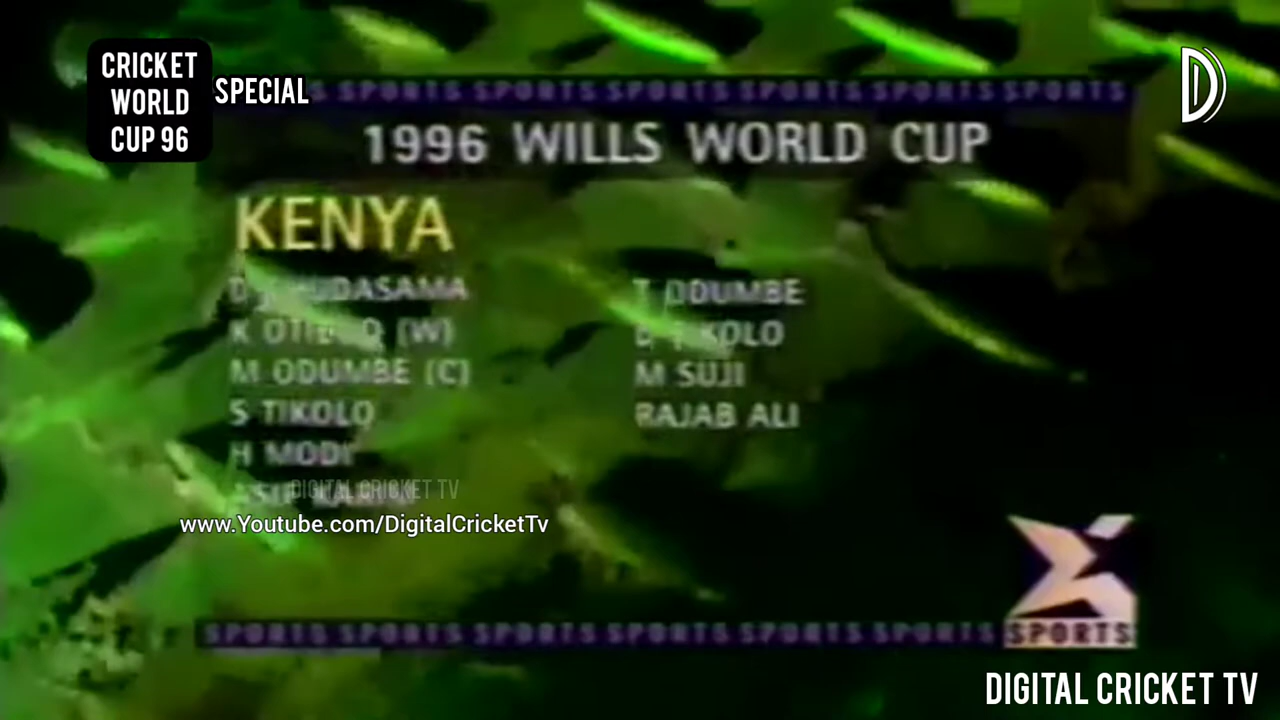 CRICKET
WORLD
CUP 96
SPECIAL
SPORTS SPORTS SPORTS SPORTS SPORTS SPORTS
1996 WILLS WORLD CUP
KENYA
T ODUMBE
M ODUMBE (C)
M SUJI
S TIKOLO
RAJAB ALI
H MODI
DIGITAL CRICKET TV
www.Youtube.com/DigitalCricketTv
SPORTS SPORTS SPORTS SPORTS SPORTS SPORTS
SPORTS
DIGITAL CRICKET TV